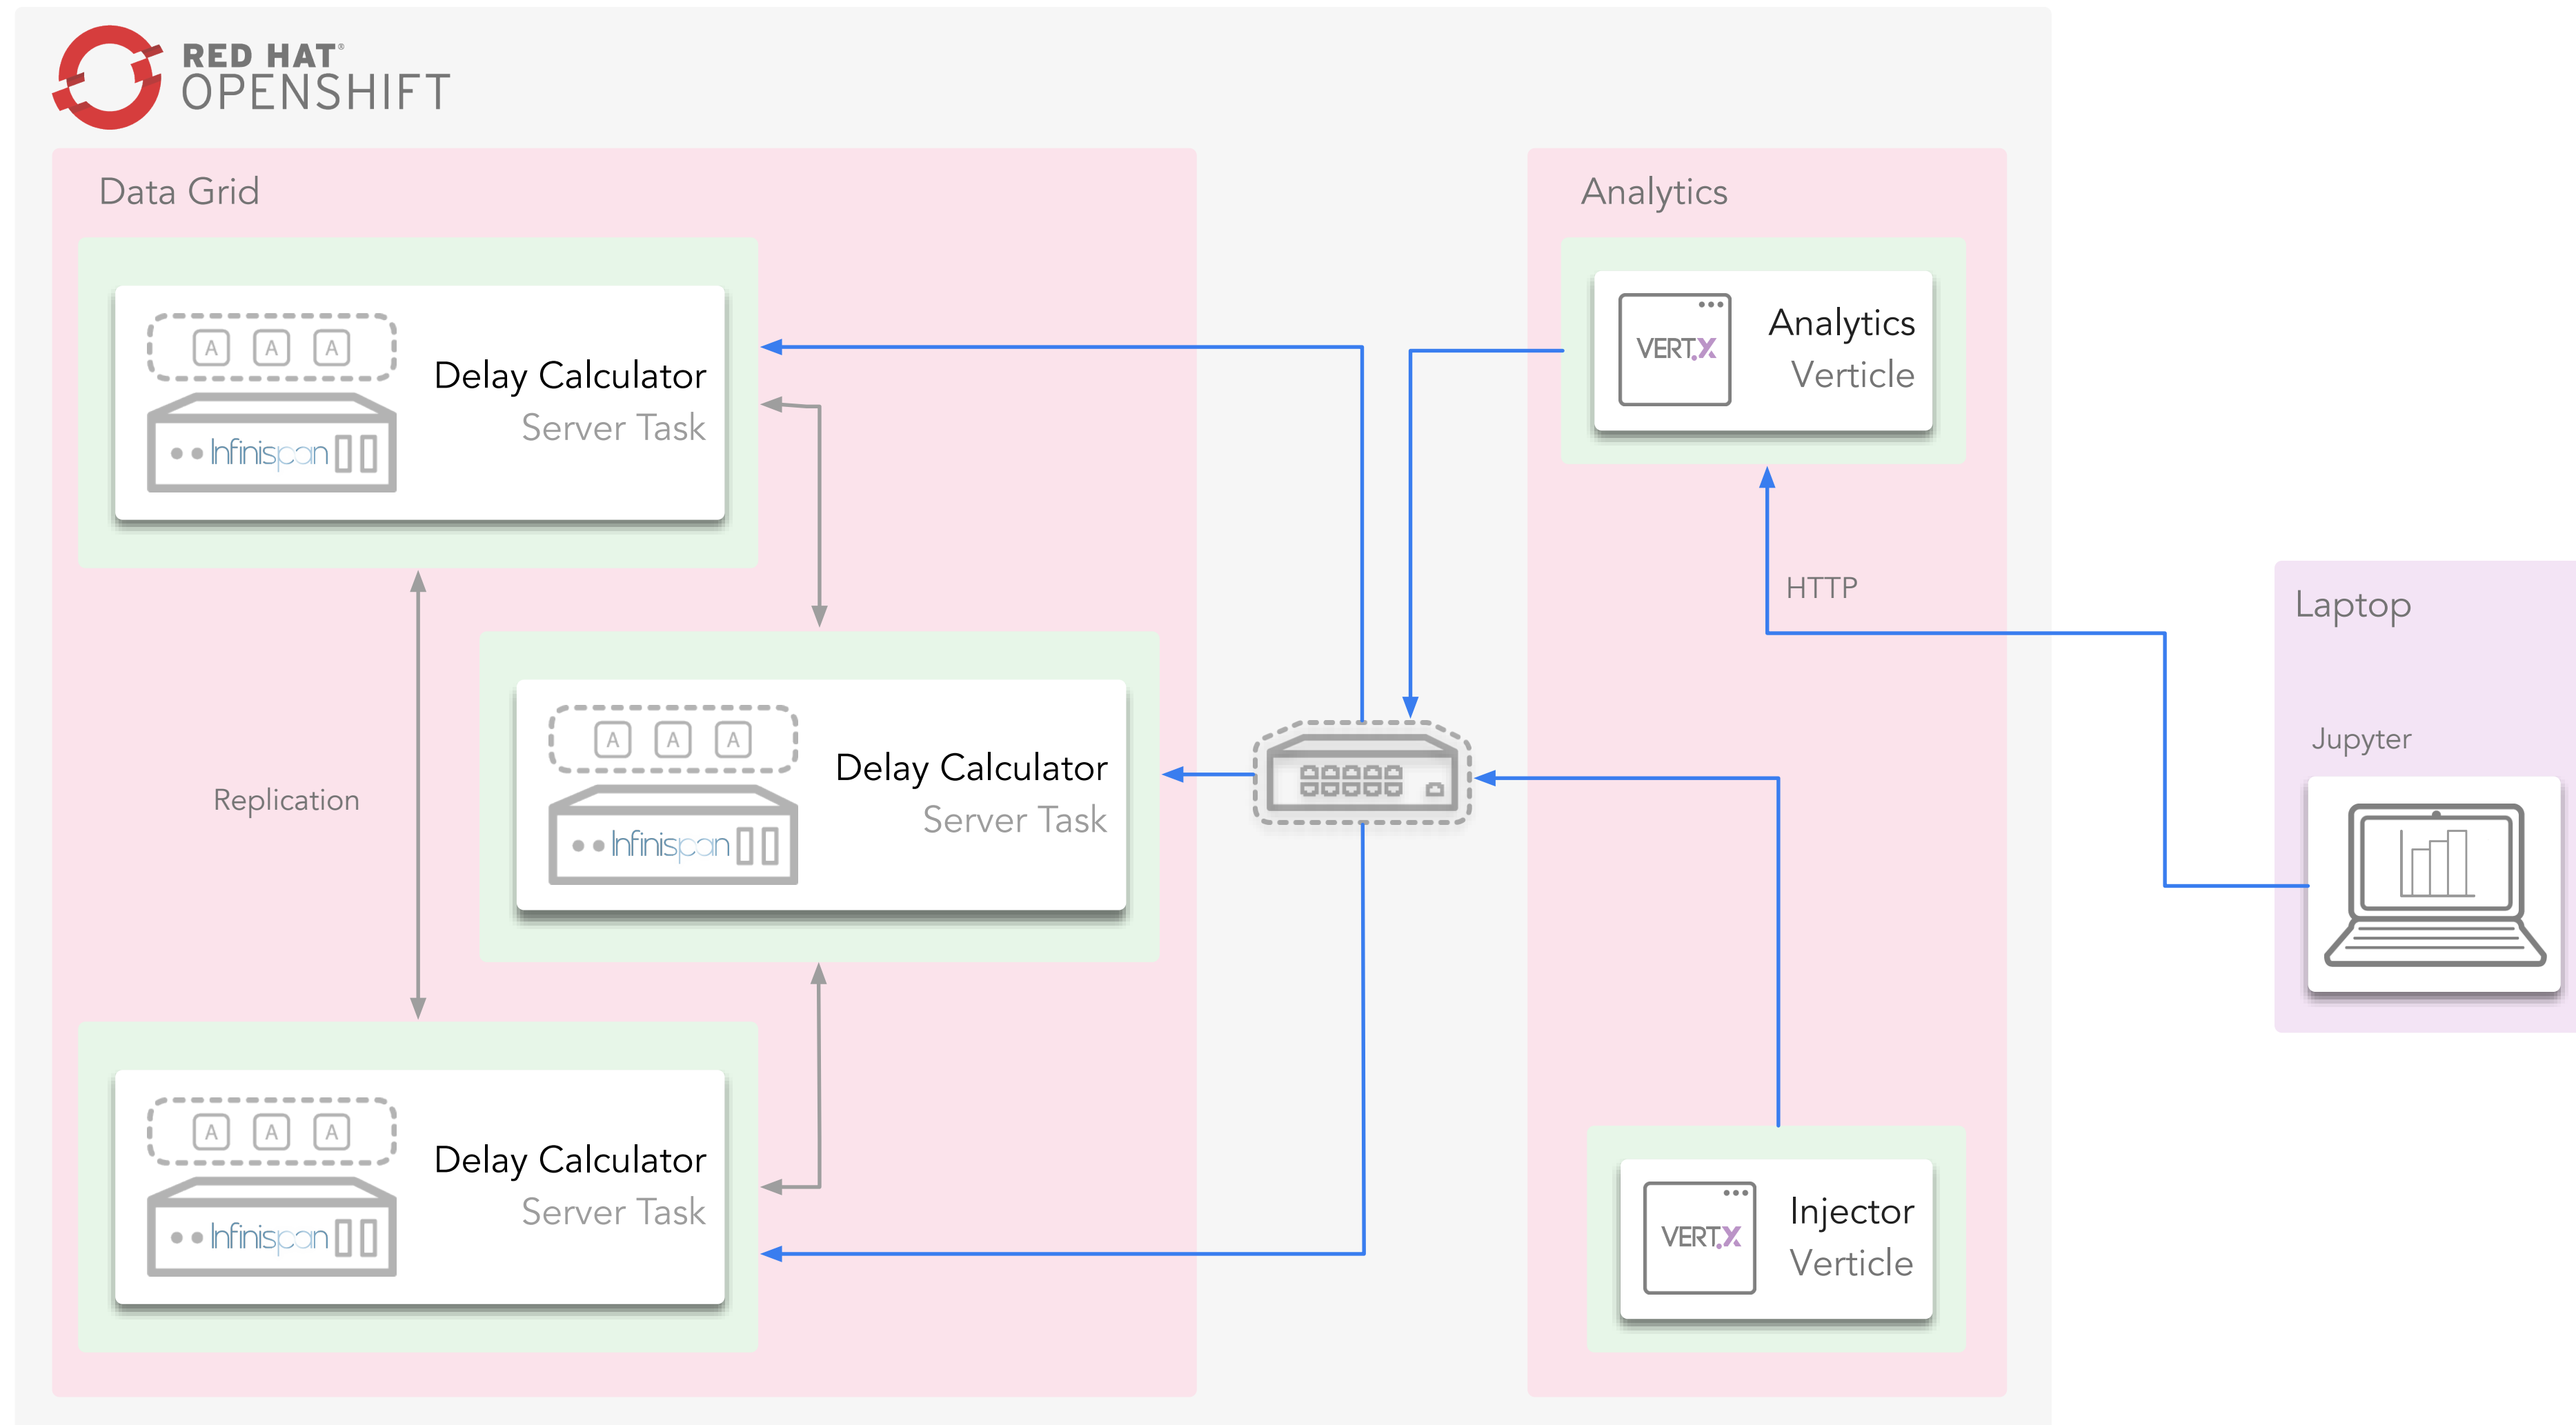 RED HAT®
OPENSHIFT
Data Grid
A A A
Delay Calculator
Server Task
Infinispan
Replication
A A A
Delay Calculator
Server Task
Infinispan
A A A
Delay Calculator
Server Task
Infinispan
Analytics
VERT.X
Analytics
Verticle
HTTP
VERT.X
Injector
Verticle
Laptop
Jupyter